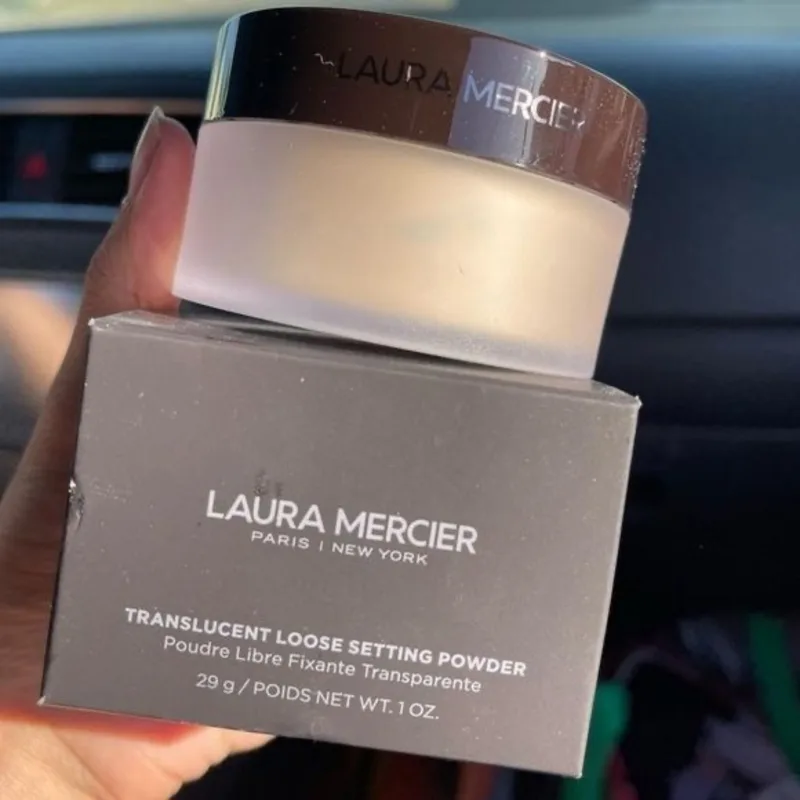 LAURA MERCIER
LAURA MERCIER
PARIS | NEW YORK
TRANSLUCENT LOOSE SETTING POWDER
Poudre Libre Fixante Transparente
29 g / POIDS NET WT. 1 OZ.